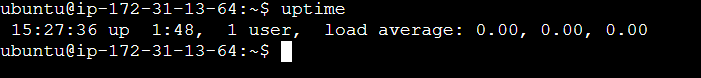 ubuntu@ip-172-31-13-64:~$ uptime
 15:27:36 up  1:48,  1 user,  load average: 0.00, 0.00, 0.00
ubuntu@ip-172-31-13-64:~$